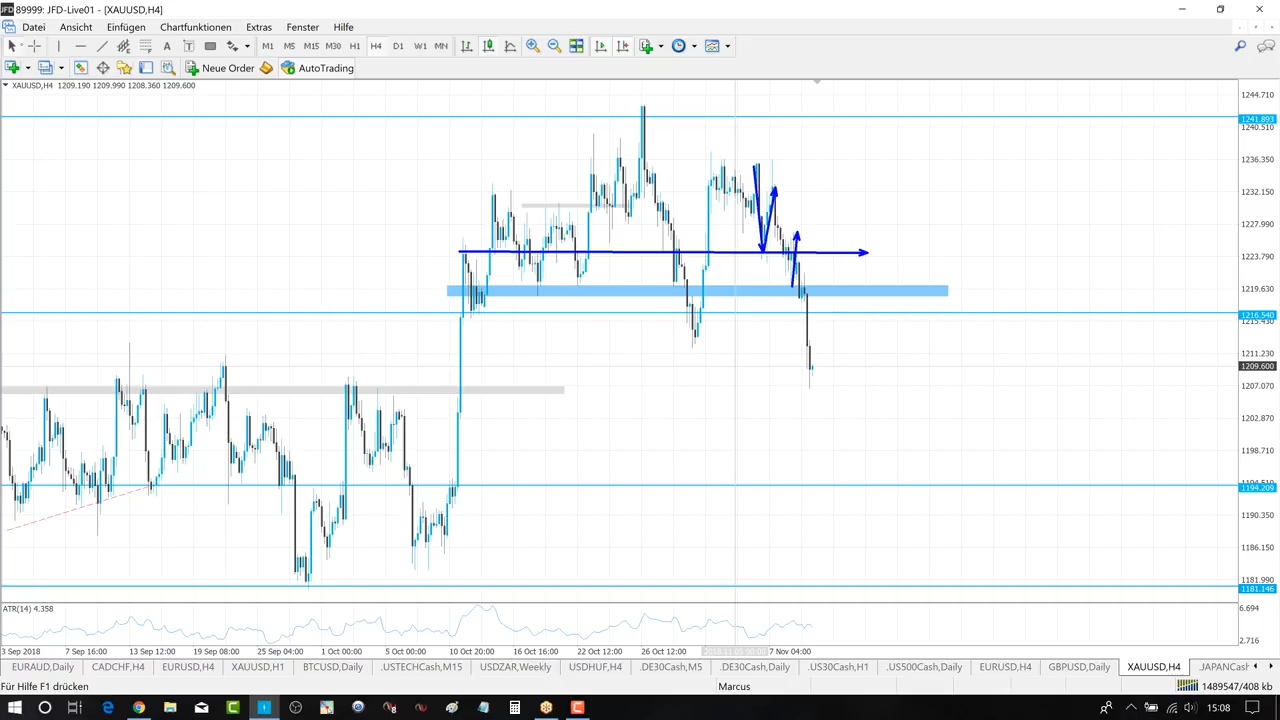 JFD 89999: JFD-Live01 - [XAUUSD,H4]
Datei Ansicht Einfügen Chartfunktionen Extras Fenster Hilfe
A T M1 M5 M15 M30 H1 H4 D1 W1 MN
New Order AutoTrading
XAUUSD,H4 1209.190 1209.990 1208.360 1209.600
1244.710
1241.893
1240.510
1236.350
1232.150
1227.990
1223.790
1219.630
1216.540
1215.430
1211.230
1209.600
1207.070
1202.870
1198.710
1194.209
1190.350
1186.150
1181.990
1181.146
ATR(14) 4.358
6.694
2.716
3 Sep 2018 7 Sep 16:00 13 Sep 12:00 19 Sep 08:00 25 Sep 04:00 1 Oct 00:00 5 Oct 00:00 10 Oct 20:00 16 Oct 16:00 22 Oct 12:00 26 Oct 12:00 7 Nov 04:00
EURAUD,Daily CADCHF,H4 EURUSD,H4 XAUUSD,H1 BTCUSD,Daily .USTECHCash,M15 USDZAR,Weekly USDHUF,H4 .DE30Cash,M5 .DE30Cash,Daily .US30Cash,H1 .US500Cash,Daily EURUSD,H4 GBPUSD,Daily XAUUSD,H4 .JAPANCash
Für Hilfe F1 drücken Marcus 1489547/408 kb
15:08